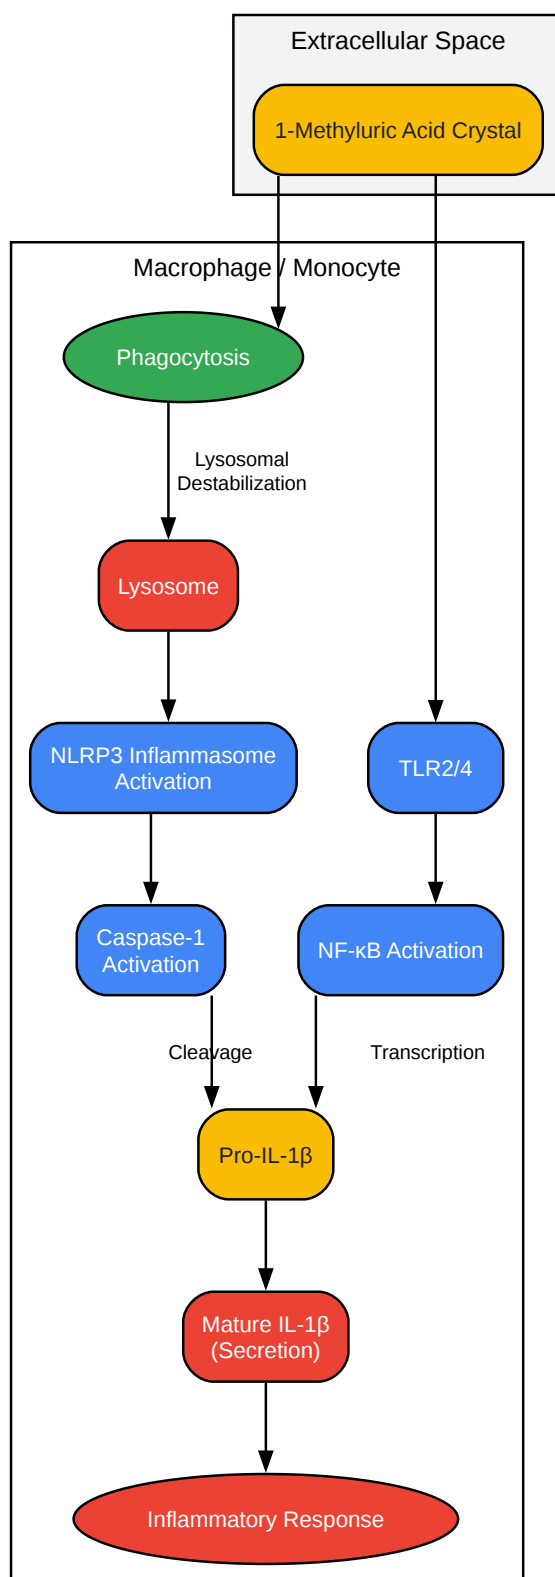 Extracellular Space
1-Methyluric Acid Crystal
Macrophage / Monocyte
Phagocytosis
Lysosomal
Destabilization
Lysosome
NLRP3 Inflammasome
Activation
TLR2/4
Caspase-1
Activation
NF-κB Activation
Cleavage
Transcription
Pro-IL-1β
Mature IL-1β
(Secretion)
Inflammatory Response